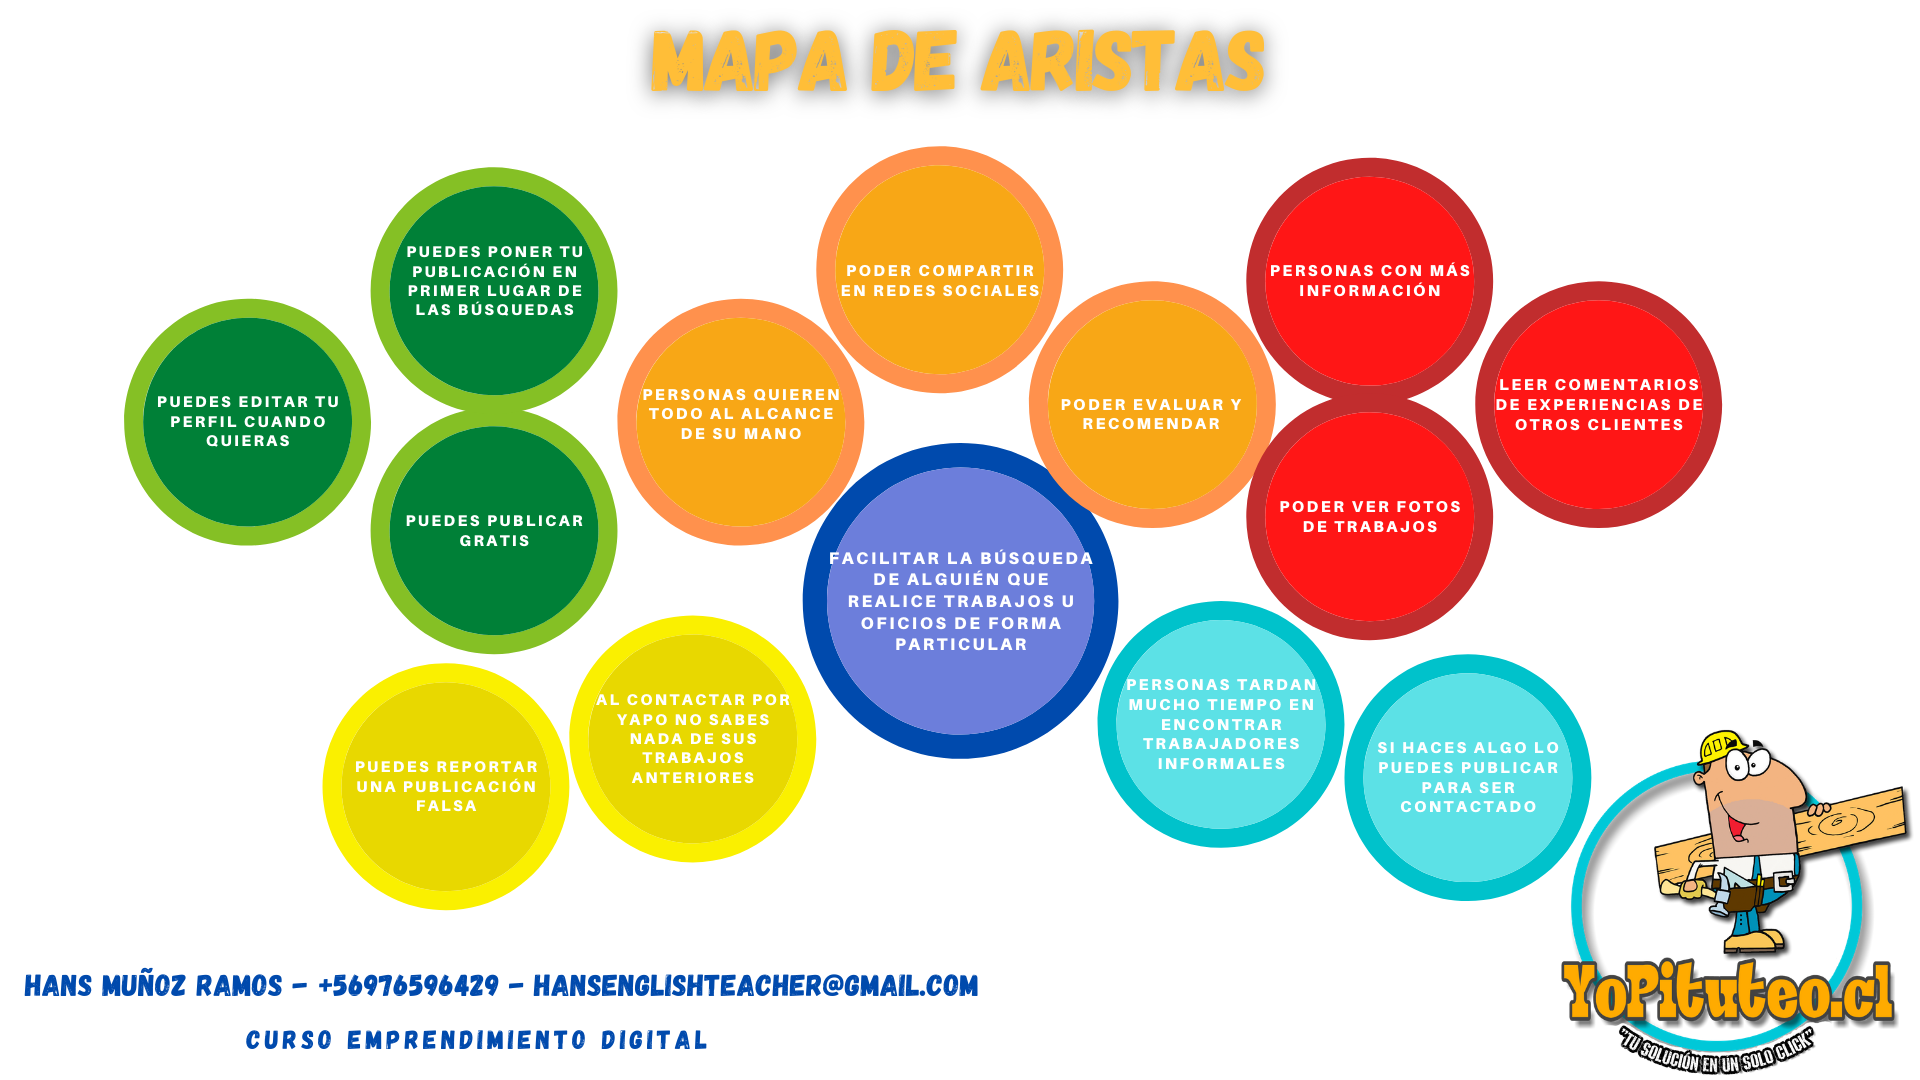 MAPA DE ARISTAS
PUEDES PONER TU
PUBLICACIÓN EN
PRIMER LUGAR DE
LAS BÚSQUEDAS
PUEDES EDITAR TU
PERFIL CUANDO
QUIERAS
PUEDES PUBLICAR
GRATIS
PERSONAS QUIEREN
TODO AL ALCANCE
DE SU MANO
PODER COMPARTIR
EN REDES SOCIALES
PODER EVALUAR Y
RECOMENDAR
PERSONAS CON MÁS
INFORMACIÓN
LEER COMENTARIOS
DE EXPERIENCIAS DE
OTROS CLIENTES
PODER VER FOTOS
DE TRABAJOS
FACILITAR LA BÚSQUEDA
DE ALGUIÉN QUE
REALICE TRABAJOS U
OFICIOS DE FORMA
PARTICULAR
PUEDES REPORTAR
UNA PUBLICACIÓN
FALSA
AL CONTACTAR POR
YAPO NO SABES
NADA DE SUS
TRABAJOS
ANTERIORES
PERSONAS TARDAN
MUCHO TIEMPO EN
ENCONTRAR
TRABAJADORES
INFORMALES
SI HACES ALGO LO
PUEDES PUBLICAR
PARA SER
CONTACTADO
HANS MUÑOZ RAMOS - +56976596429 - HANSENGLISHTEACHER@GMAIL.COM
CURSO EMPRENDIMIENTO DIGITAL
YoPituteo.cl
"TU SOLUCIÓN EN UN SOLO CLICK"